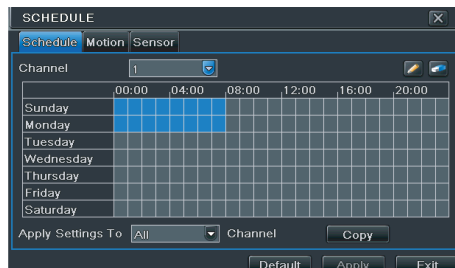 SCHEDULE
Schedule Motion Sensor
Channel 1
00:00 04:00 08:00 12:00 16:00 20:00
Sunday
Monday
Tuesday
Wednesday
Thursday
Friday
Saturday
Apply Settings To All Channel Copy
Default Apply Exit